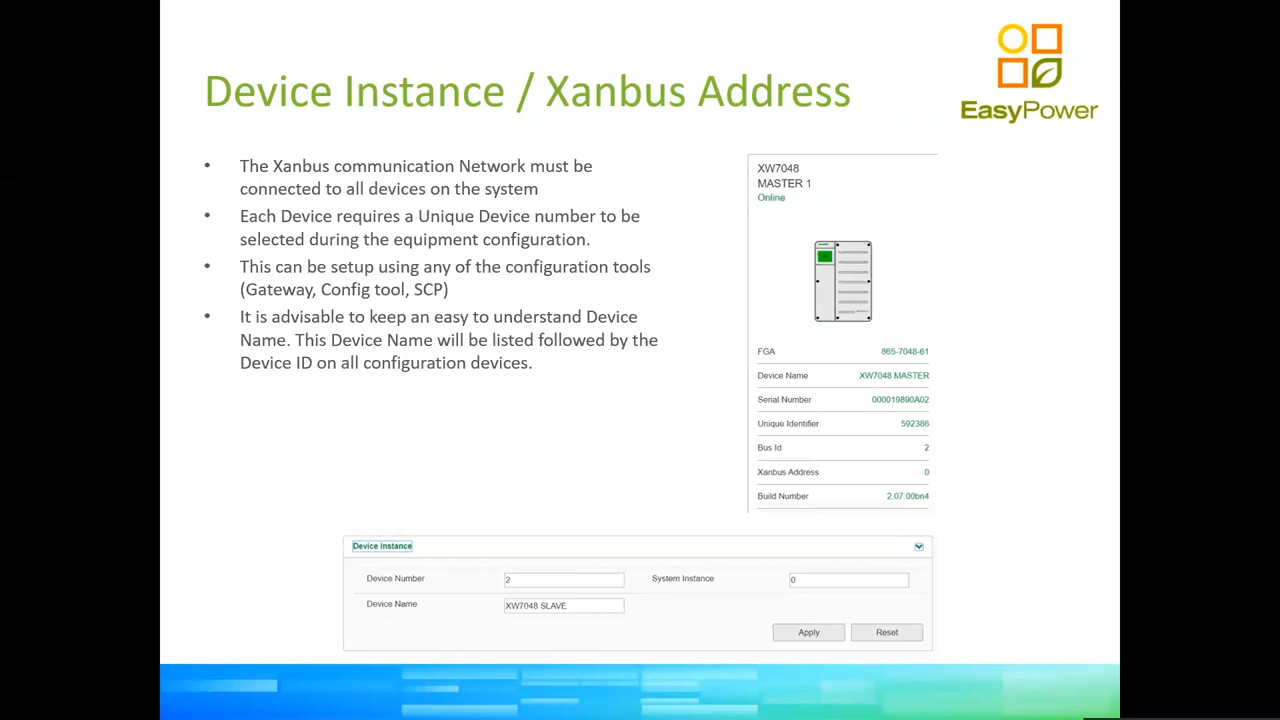 Device Instance / Xanbus Address
EasyPower
• The Xanbus communication Network must be
connected to all devices on the system
• Each Device requires a Unique Device number to be
selected during the equipment configuration.
• This can be setup using any of the configuration tools
(Gateway, Config tool, SCP)
• It is advisable to keep an easy to understand Device
Name. This Device Name will be listed followed by the
Device ID on all configuration devices.
XW7048
MASTER 1
Online
FGA 865-7048-61
Device Name XW7048 MASTER
Serial Number 000019890A02
Unique Identifier 592386
Bus Id 2
Xanbus Address 0
Build Number 2.07.00bn4
Device Instance
Device Number 2 System Instance 0
Device Name XW7048 SLAVE
Apply Reset